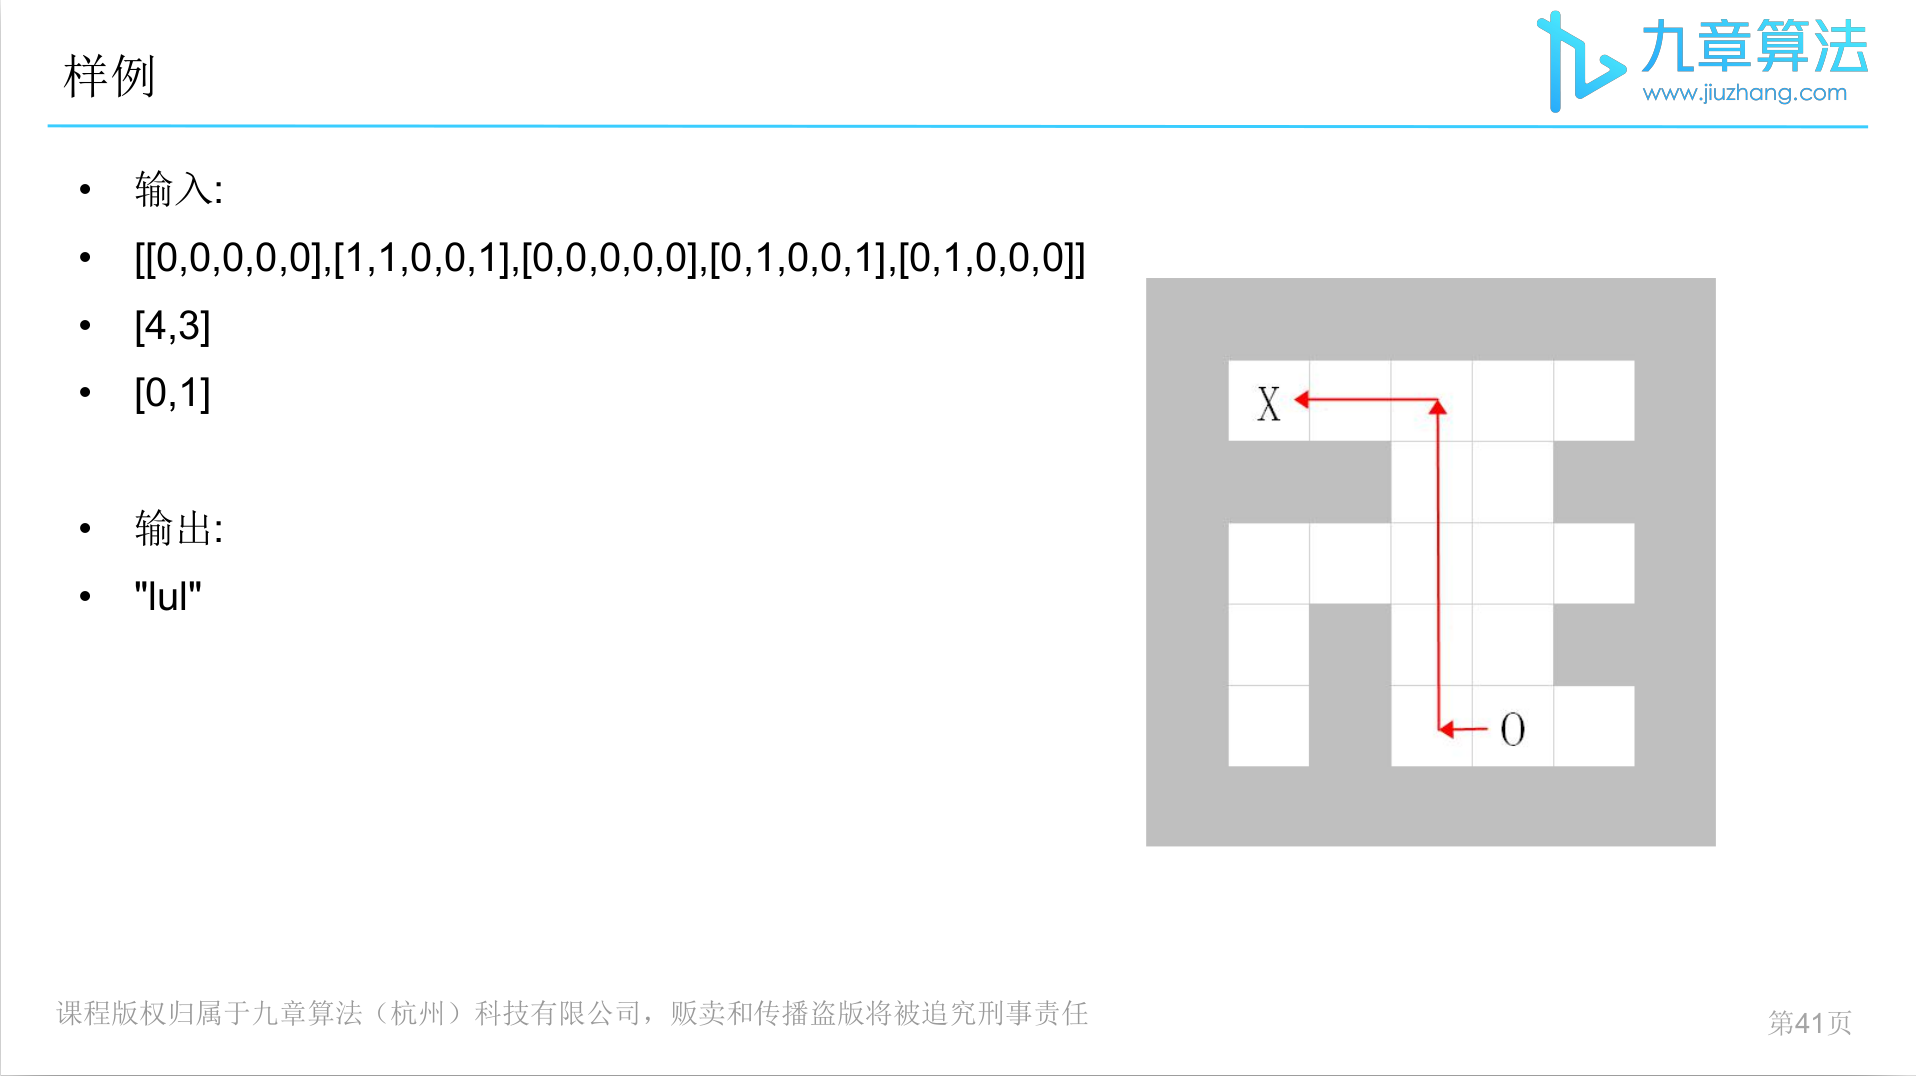 样例
九章算法
www.jiuzhang.com
• 输入:
• [[0,0,0,0,0],[1,1,0,0,1],[0,0,0,0,0],[0,1,0,0,1],[0,1,0,0,0]]
• [4,3]
• [0,1]
• 输出:
• "lul"
X
O
课程版权归属于九章算法（杭州）科技有限公司，贩卖和传播盗版将被追究刑事责任
第41页